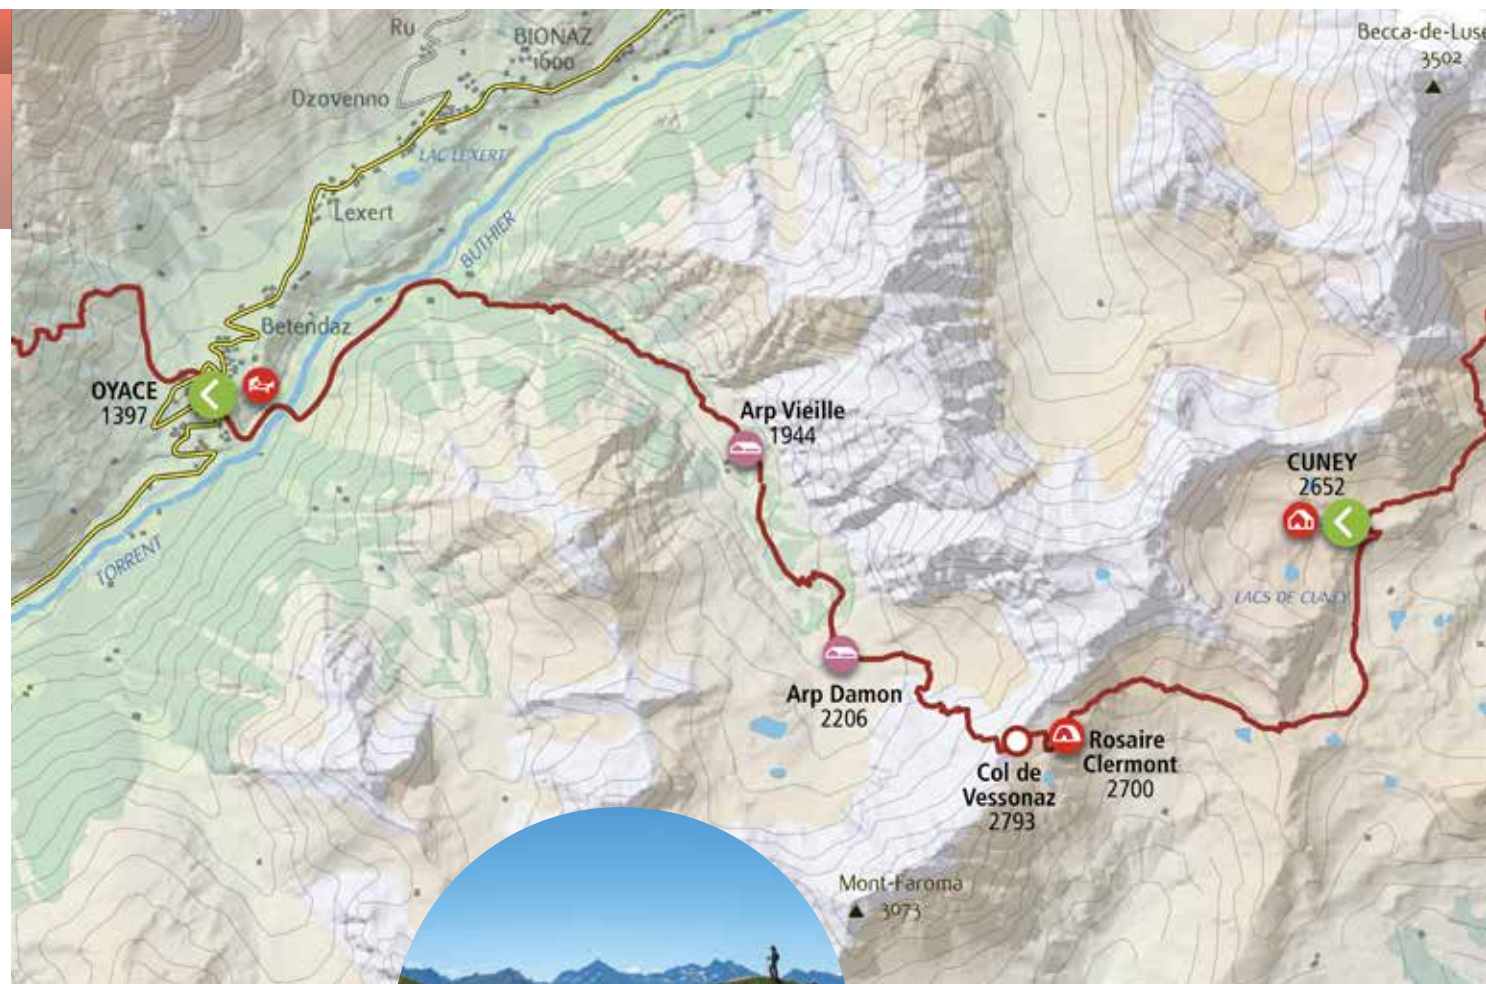 Ru
BIONAZ
1600
Becca-de-Luse
3502
Dzovenno
LAC LEXERT
Lexert
BUTHIER
Betendaz
OYACE
1397
Arp Vieille
1944
CUNEY
2652
TORRENT
LACS DE CUNEY
Arp Damon
2206
Rosaire
Clermont
2700
Col de
Vessonaz
2793
Mont-Faroma
3073